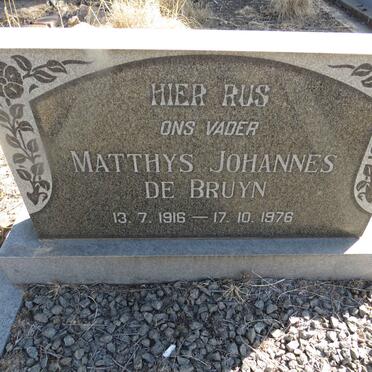 HIER RUS
ONS VADER
MATTHYS JOHANNES
DE BRUYN
13. 7. 1916 — 17. 10. 1976